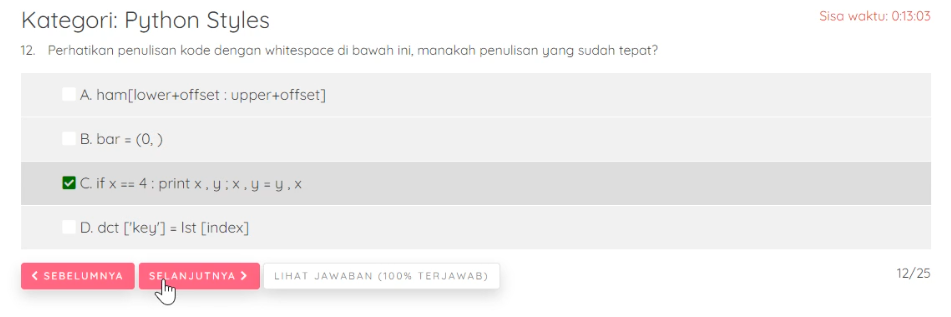 Kategori: Python Styles
Sisa waktu: 0:13:03
12. Perhatikan penulisan kode dengan whitespace di bawah ini, manakah penulisan yang sudah tepat?
A. ham[lower+offset : upper+offset]
B. bar = (0, )
C. if x == 4 : print x , y ; x , y = y , x
D. dct ['key'] = lst [index]
SEBELUMNYA SELANJUTNYA LIHAT JAWABAN (100% TERJAWAB) 12/25